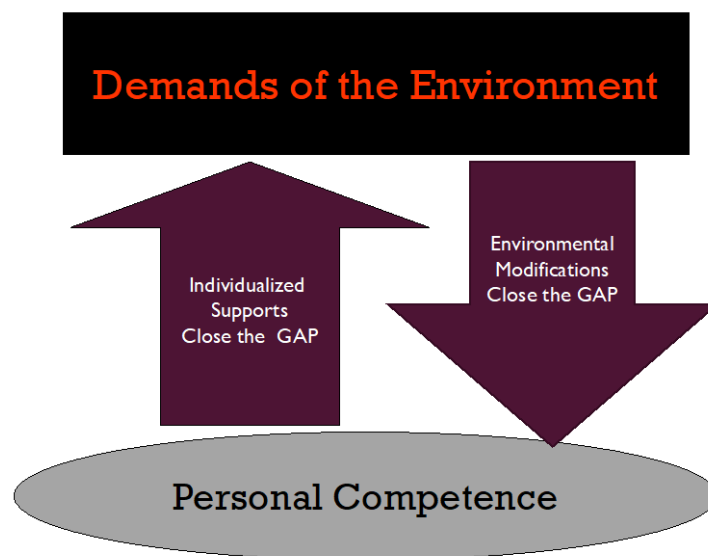 Demands of the Environment
Individualized
Supports
Close the GAP
Environmental
Modifications
Close the GAP
Personal Competence